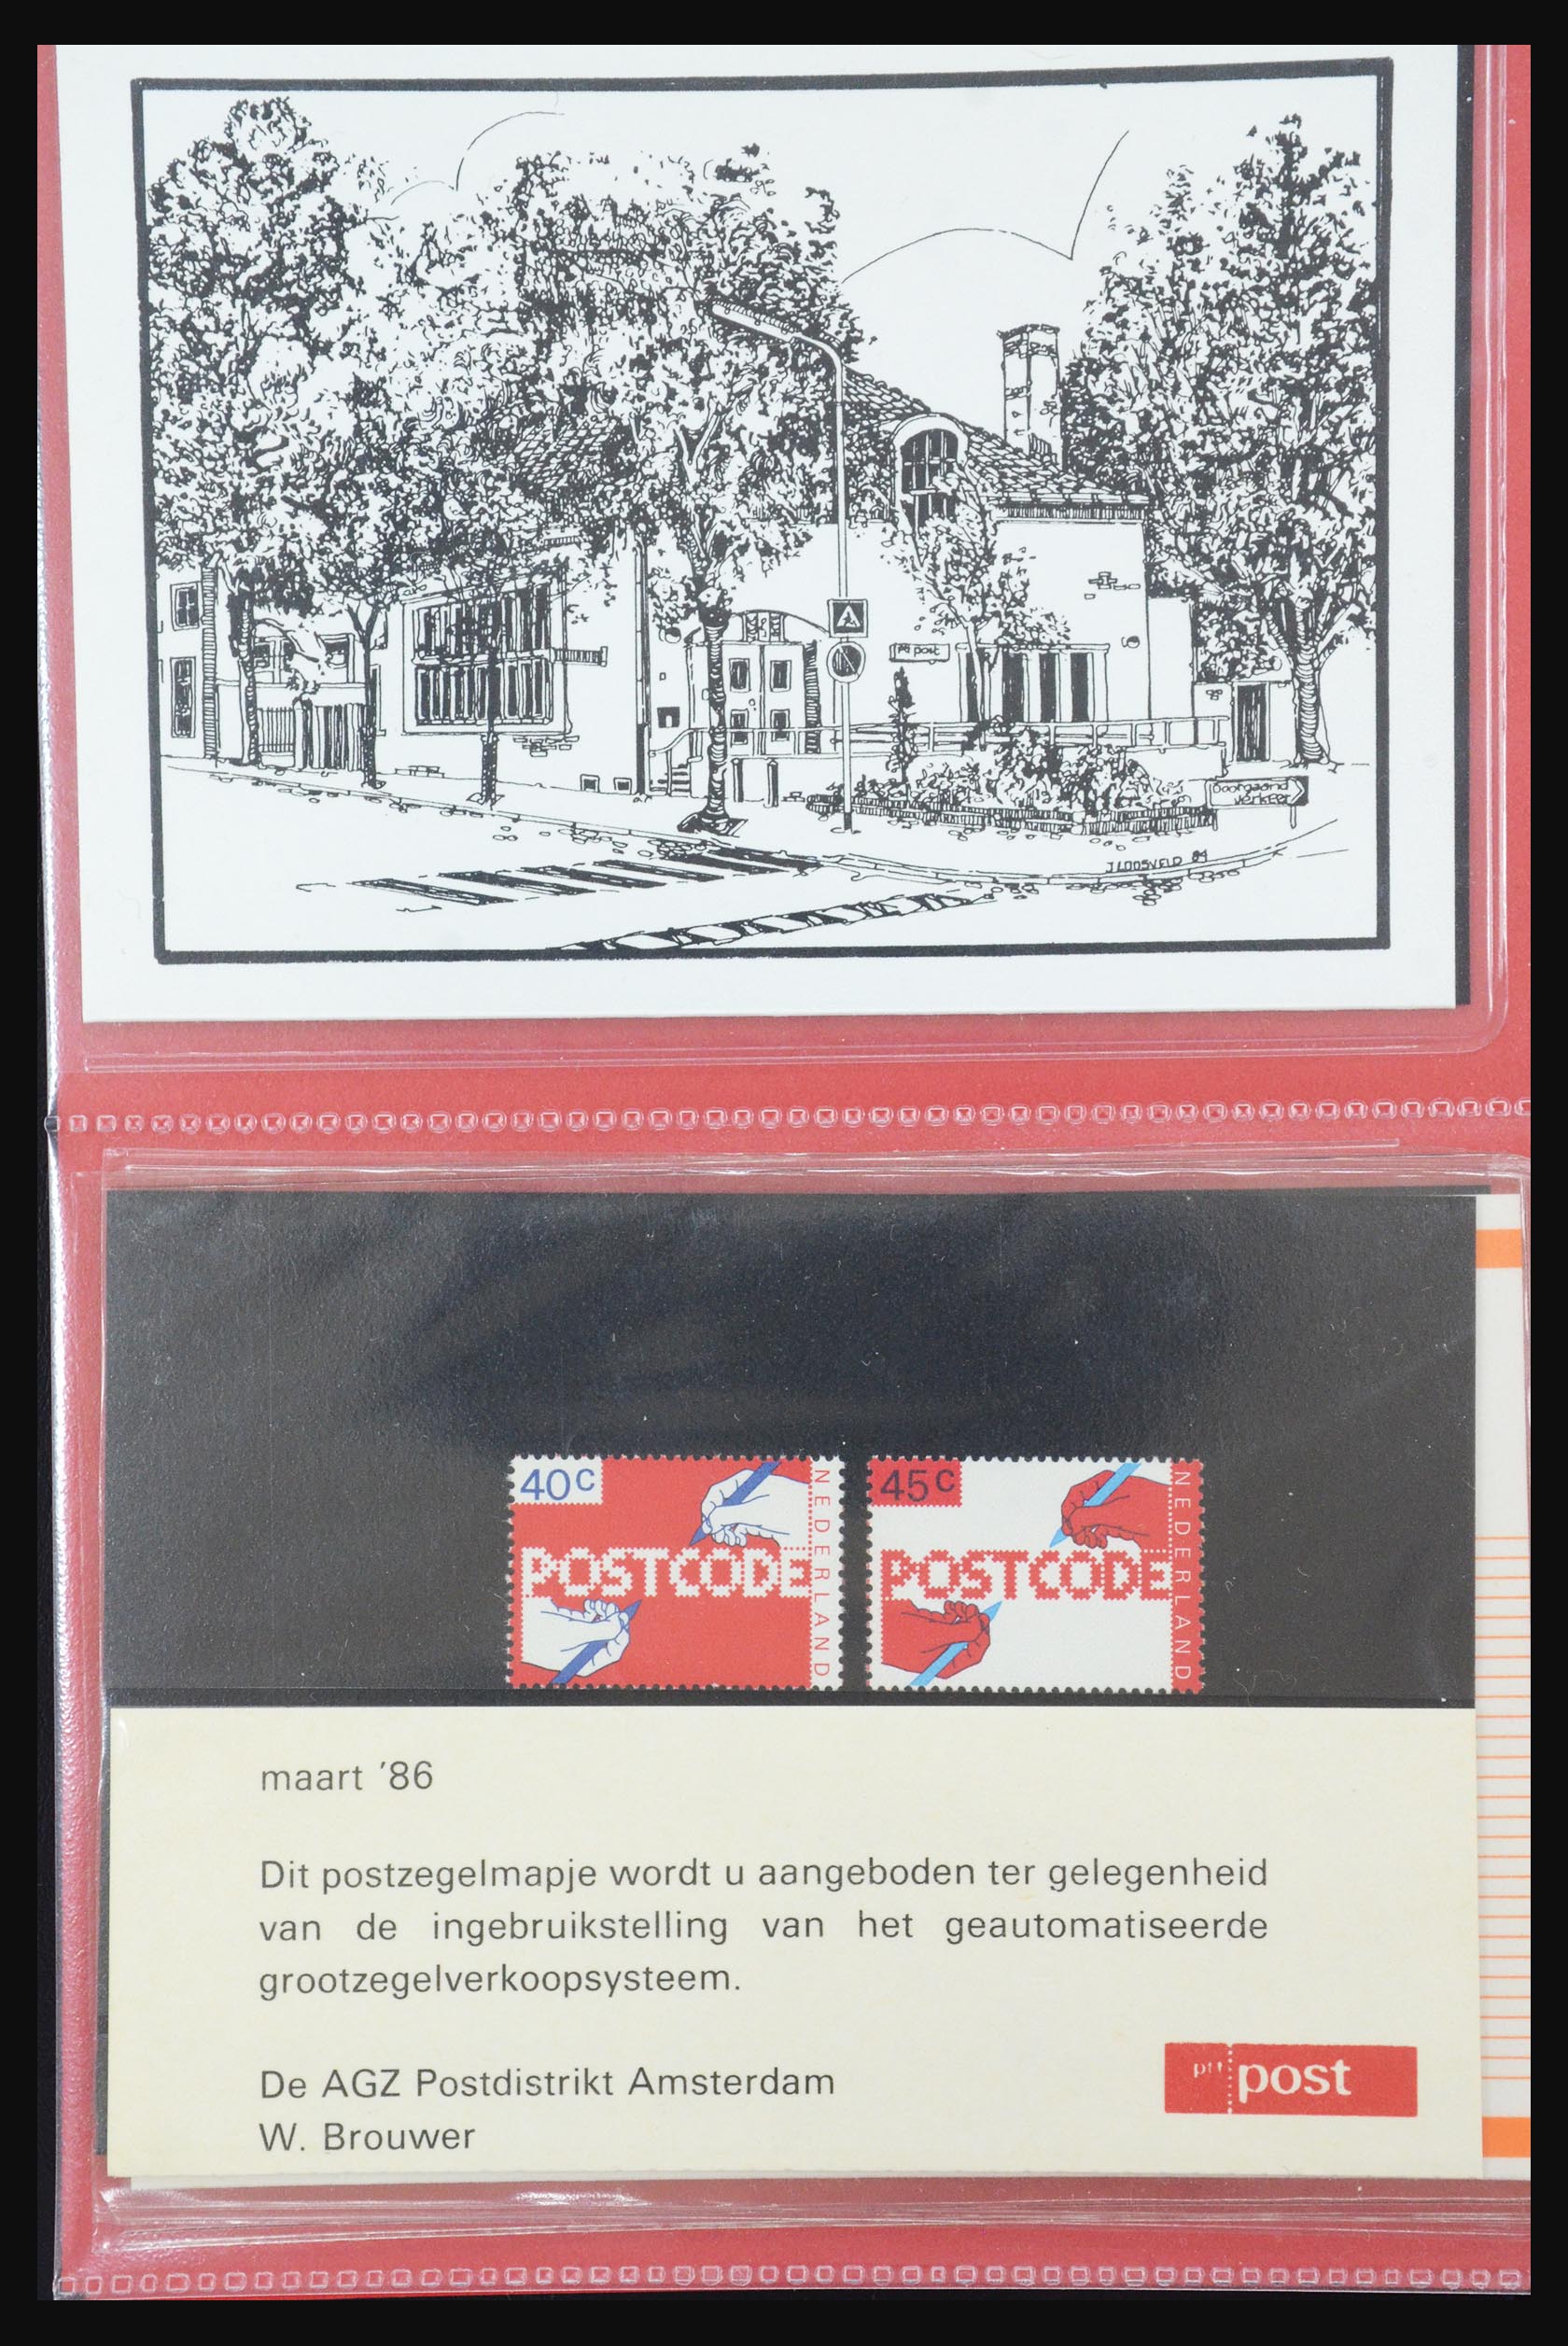 ptt post
Doorgaand
verkeer
J LOOSVELD 84
40c
POSTCODE
NEDERLAND
45c
POSTCODE
NEDERLAND
maart '86
Dit postzegelmapje wordt u aangeboden ter gelegenheid
van de ingebruikstelling van het geautomatiseerde
grootzegelverkoopsysteem.
De AGZ Postdistrikt Amsterdam
W. Brouwer
ptt post